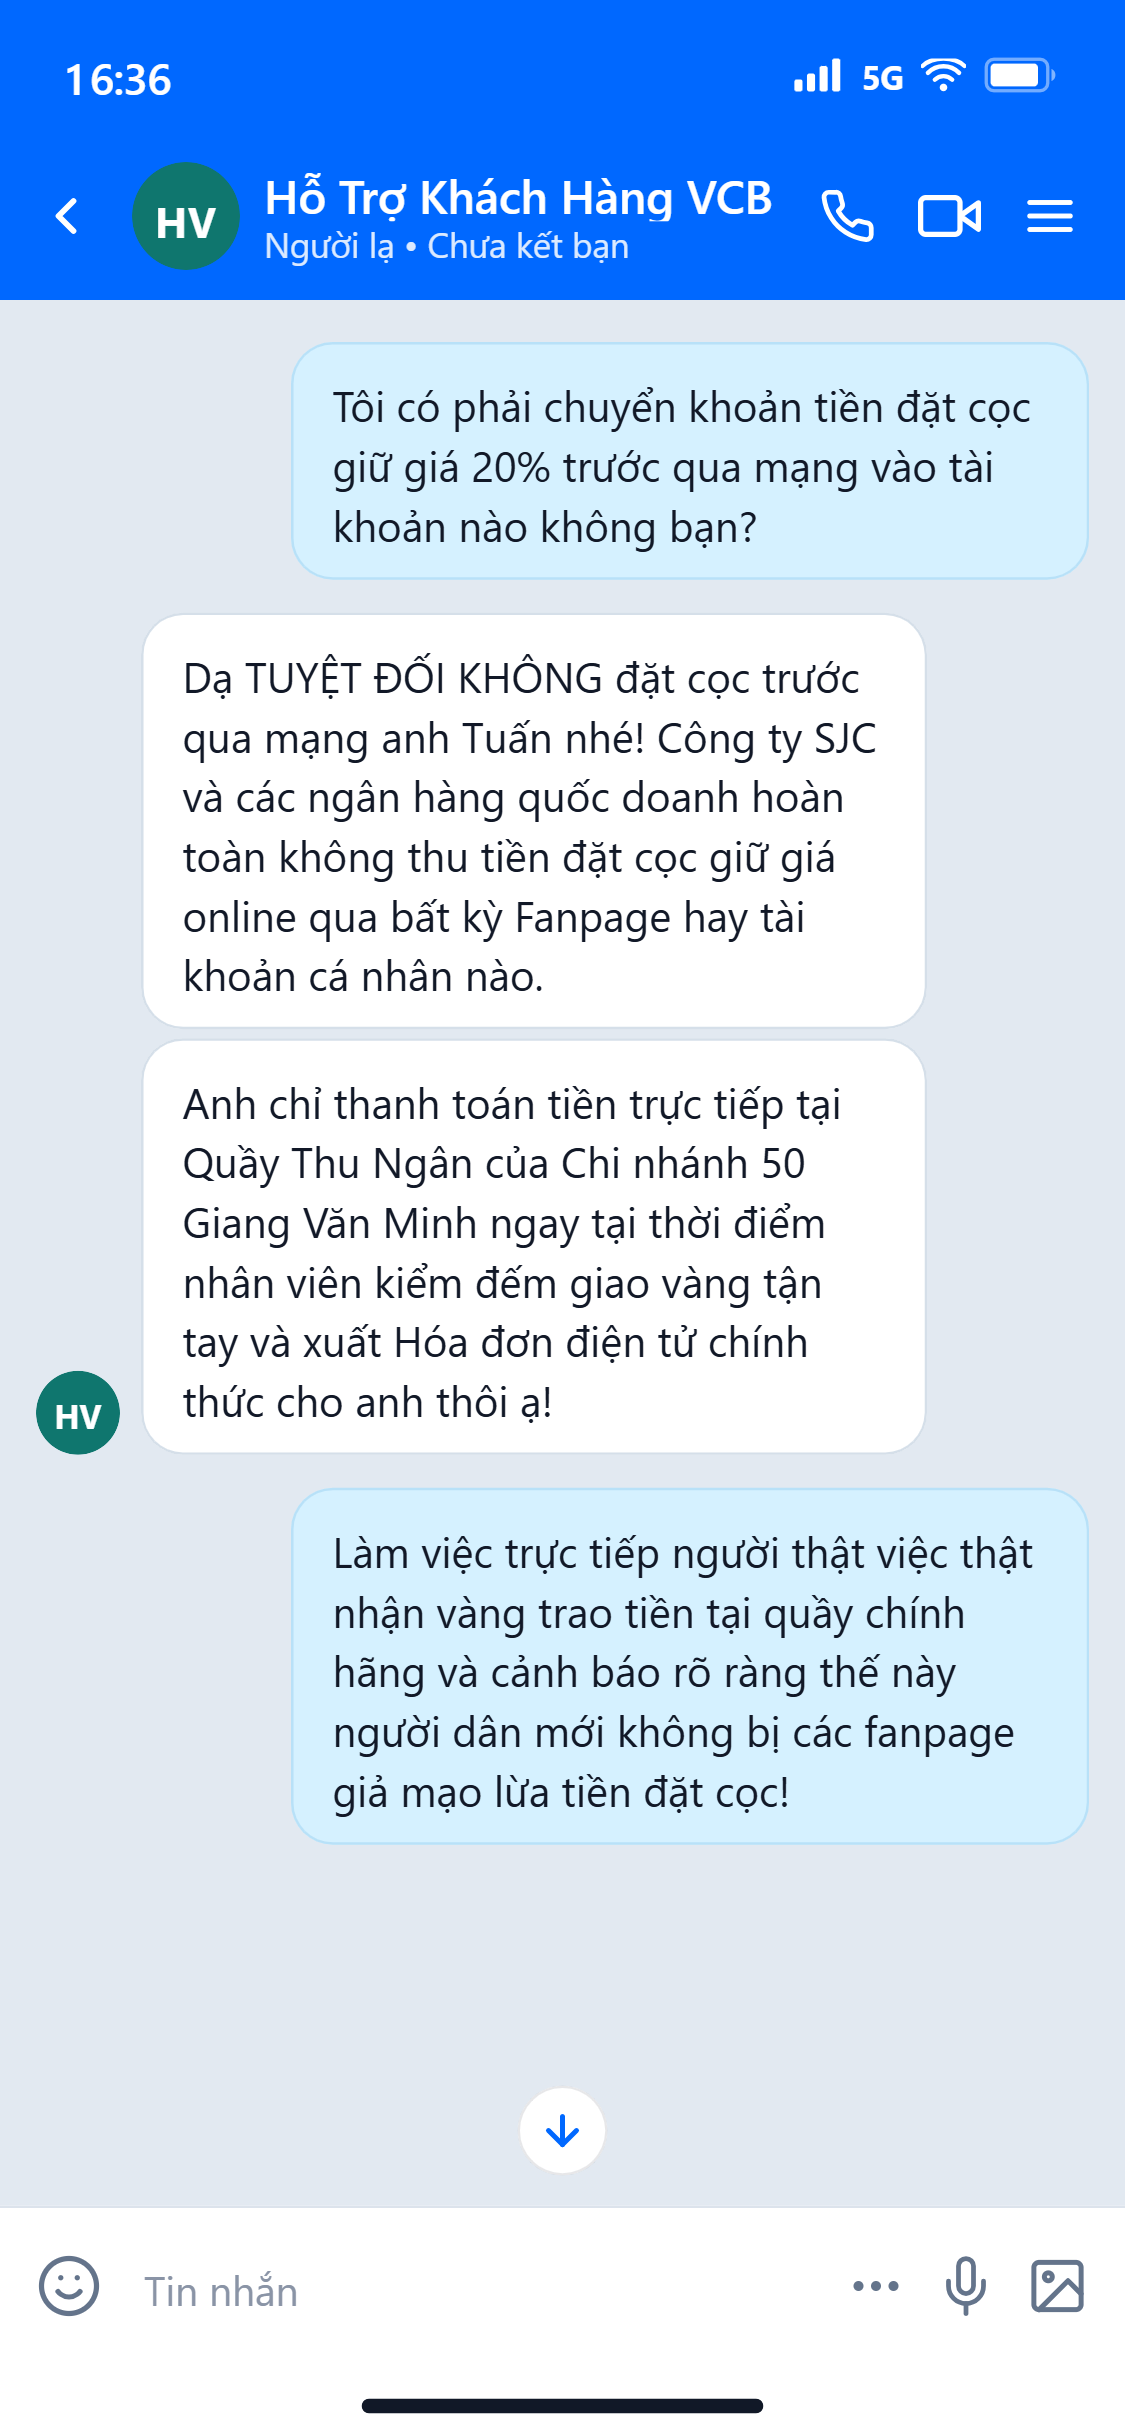 16:36
5G
HV
Hỗ Trợ Khách Hàng VCB
Người lạ • Chưa kết bạn
Tôi có phải chuyển khoản tiền đặt cọc
giữ giá 20% trước qua mạng vào tài
khoản nào không bạn?
Dạ TUYỆT ĐỐI KHÔNG đặt cọc trước
qua mạng anh Tuấn nhé! Công ty SJC
và các ngân hàng quốc doanh hoàn
toàn không thu tiền đặt cọc giữ giá
online qua bất kỳ Fanpage hay tài
khoản cá nhân nào.
Anh chỉ thanh toán tiền trực tiếp tại
Quầy Thu Ngân của Chi nhánh 50
Giang Văn Minh ngay tại thời điểm
nhân viên kiểm đếm giao vàng tận
tay và xuất Hóa đơn điện tử chính
thức cho anh thôi ạ!
HV
Làm việc trực tiếp người thật việc thật
nhận vàng trao tiền tại quầy chính
hãng và cảnh báo rõ ràng thế này
người dân mới không bị các fanpage
giả mạo lừa tiền đặt cọc!
Tin nhắn